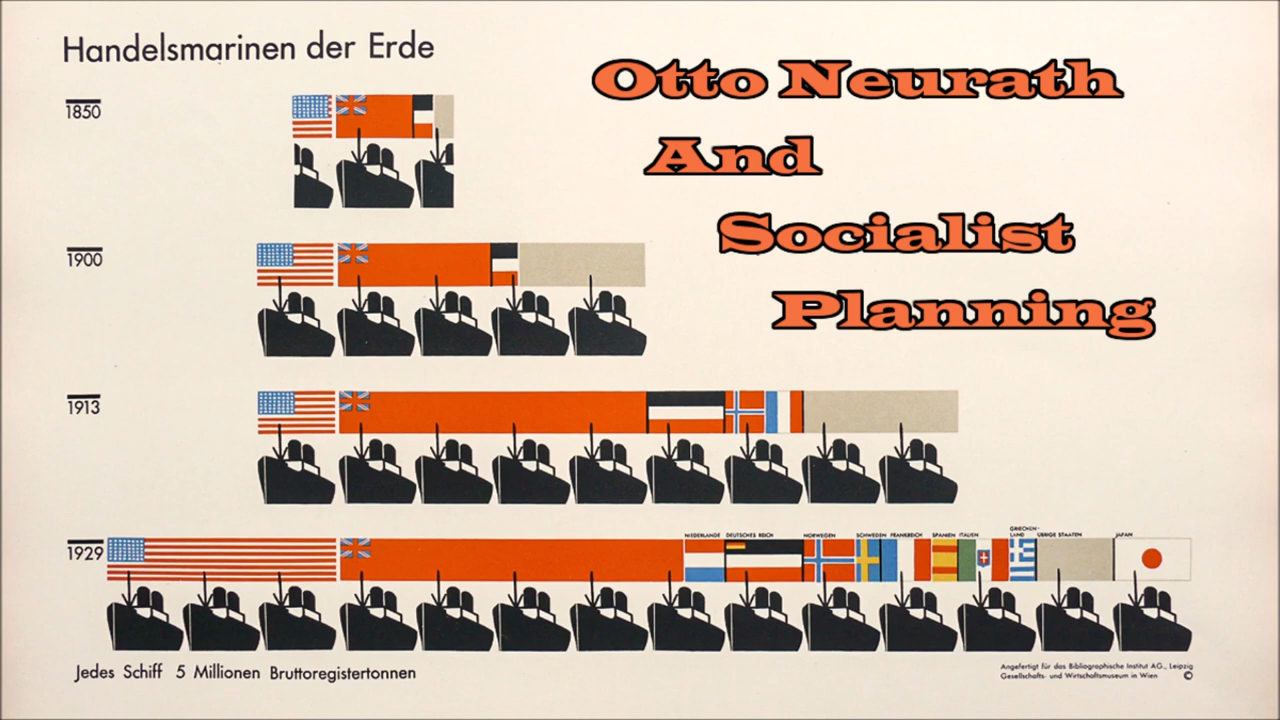 Handelsmarinen der Erde
Otto Neurath
And
Socialist
Planning
1850
1900
1913
1929
NIEDERLANDE DEUTSCHES REICH NORWEGEN SCHWEDEN FRANKREICH SPANIEN ITALIEN GRIECHEN-LAND ÜBRIGE STAATEN JAPAN
Jedes Schiff 5 Millionen Bruttoregistertonnen
Angefertigt für das Bibliographische Institut AG., Leipzig
Gesellschafts- und Wirtschaftsmuseum in Wien ©